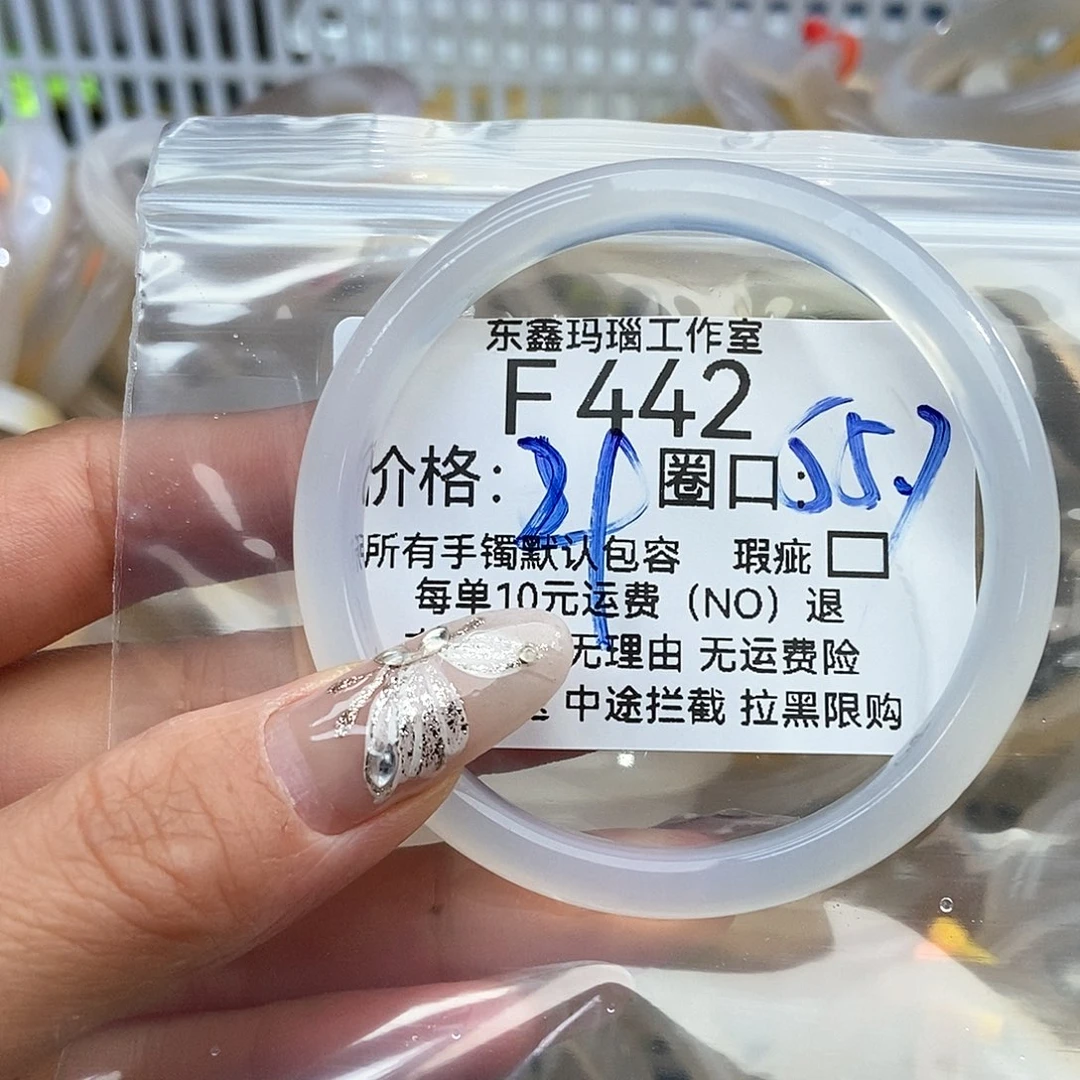 东鑫玛瑙工作室
F442
价格: 圈口: 55.7
所有手镯默认包容 瑕疵
每单10元运费 (NO) 退
无理由 无运费险
中途拦截 拉黑限购